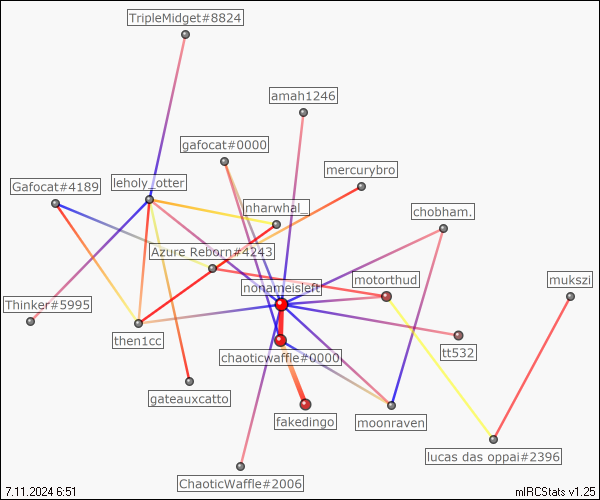 TripleMidget#8824
amah1246
gafocat#0000
mercurybro
Gafocat#4189
leholy_otter
nharwhal_
chobham.
Azure Reborn#4243
nonamesleft
motorthud
mukszi
Thinker#5995
then1cc
tt532
chaoticwaffle#0000
gateauxcatto
fakedingo
moonraven
lucas das oppai#2396
ChaoticWaffle#2006
7.11.2024 6:51
mIRCStats v1.25